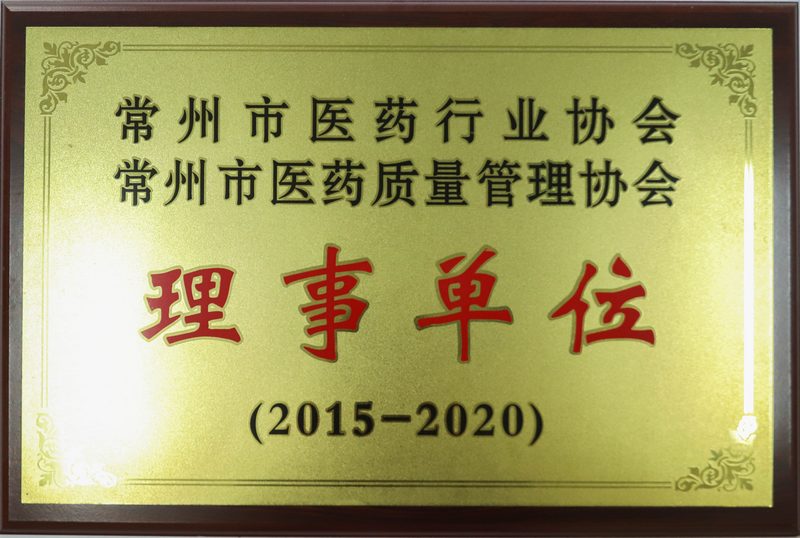 常州市医药行业协会
常州市医药质量管理协会
理事单位
(2015-2020)